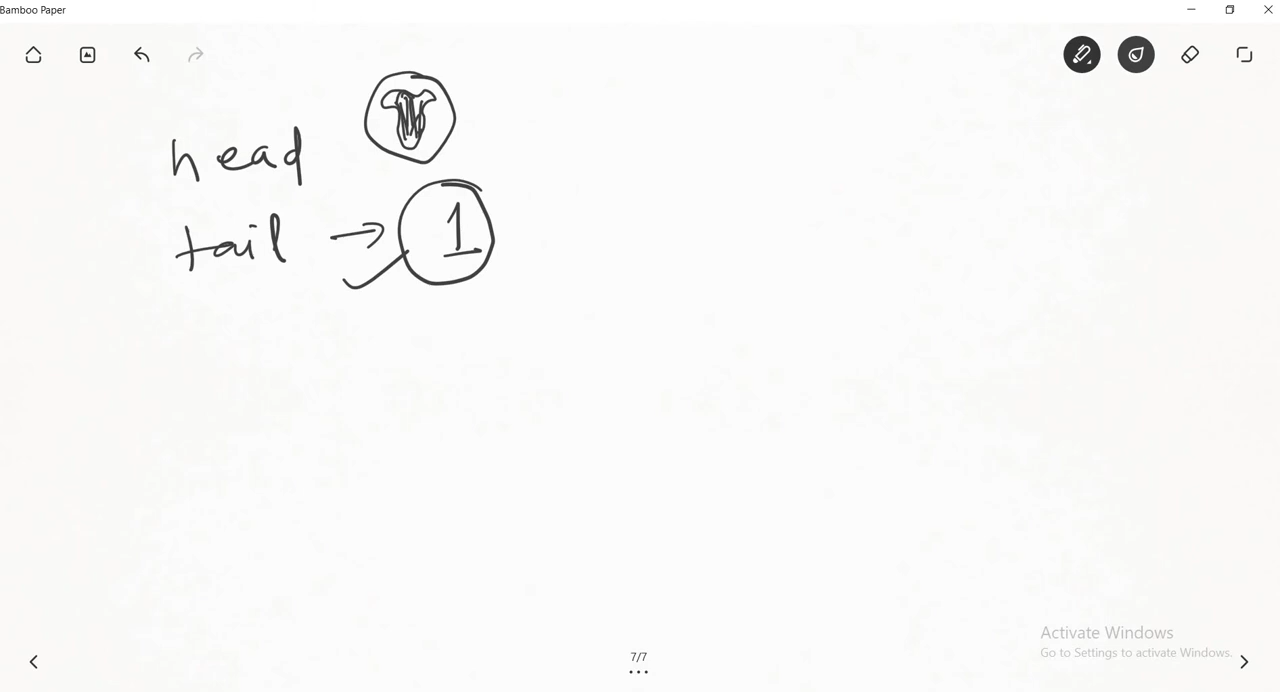 Bamboo Paper
head
tail → 1
7/7
Activate Windows
Go to Settings to activate Windows.